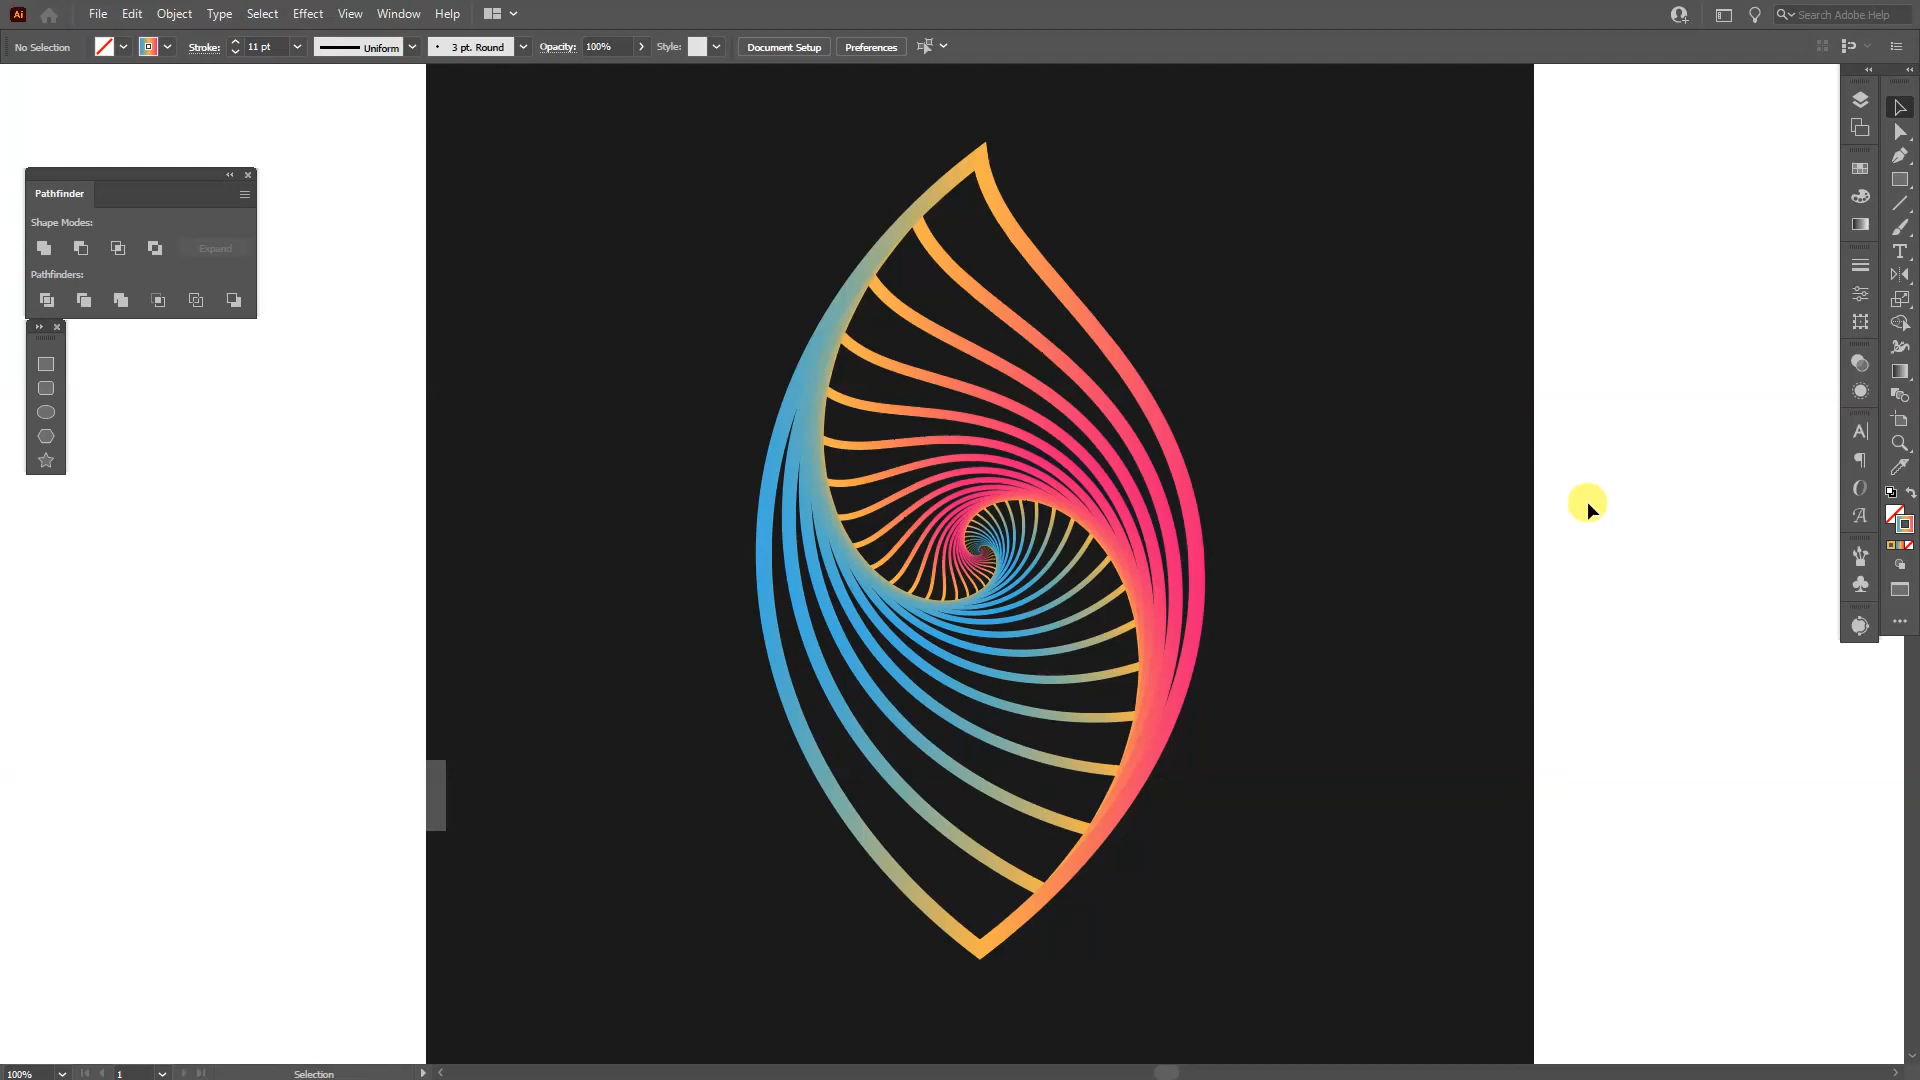 Ai File Edit Object Type Select Effect View Window Help Search Adobe Help
No Selection Stroke: 11 pt Uniform 3 pt. Round Opacity: 100% Style: Document Setup Preferences
Pathfinder
Shape Modes:
Expand
Pathfinders:
100% 1 Selection